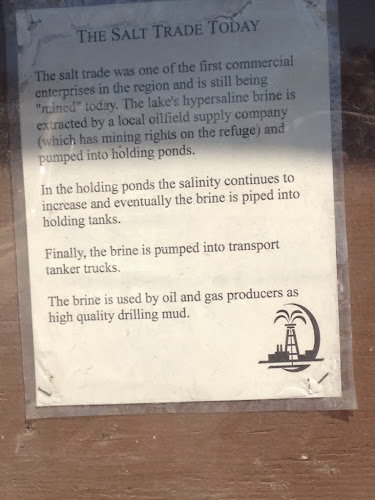 THE SALT TRADE TODAY
The salt trade was one of the first commercial
enterprises in the region and is still being
"mined" today. The lake's hypersaline brine is
extracted by a local oilfield supply company
(which has mining rights on the refuge) and
pumped into holding ponds.
In the holding ponds the salinity continues to
increase and eventually the brine is piped into
holding tanks.
Finally, the brine is pumped into transport
tanker trucks.
The brine is used by oil and gas producers as
high quality drilling mud.